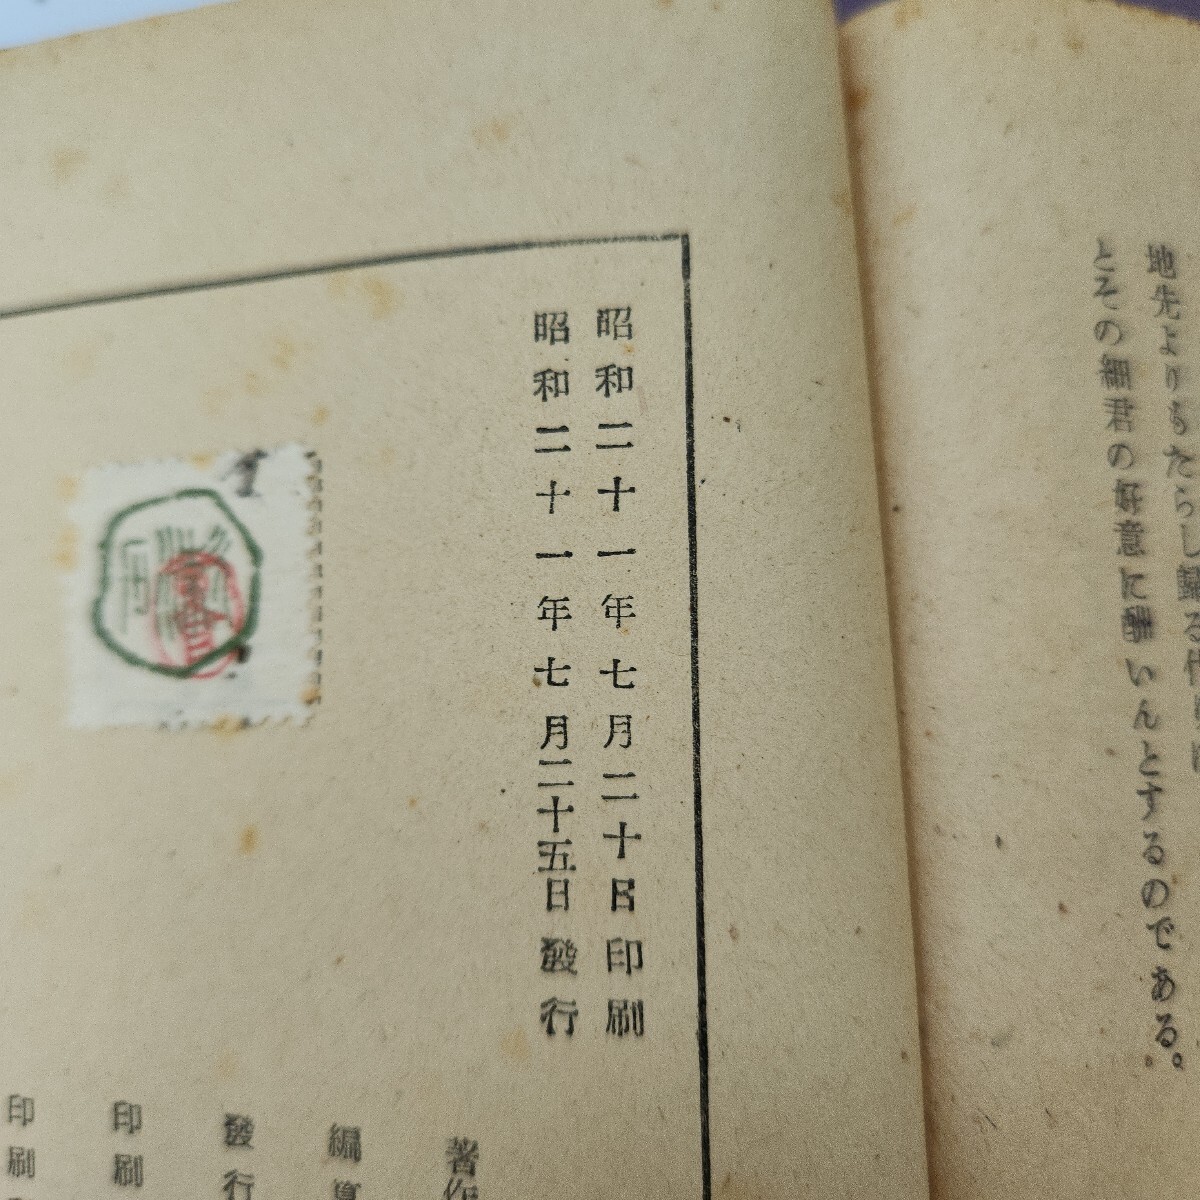 地先よりもたらし
とその細君の好意に酬いんとするのである。
昭和二十一年七月二十日印刷
昭和二十一年七月二十五日發行
著作
編
發行
印刷
印刷